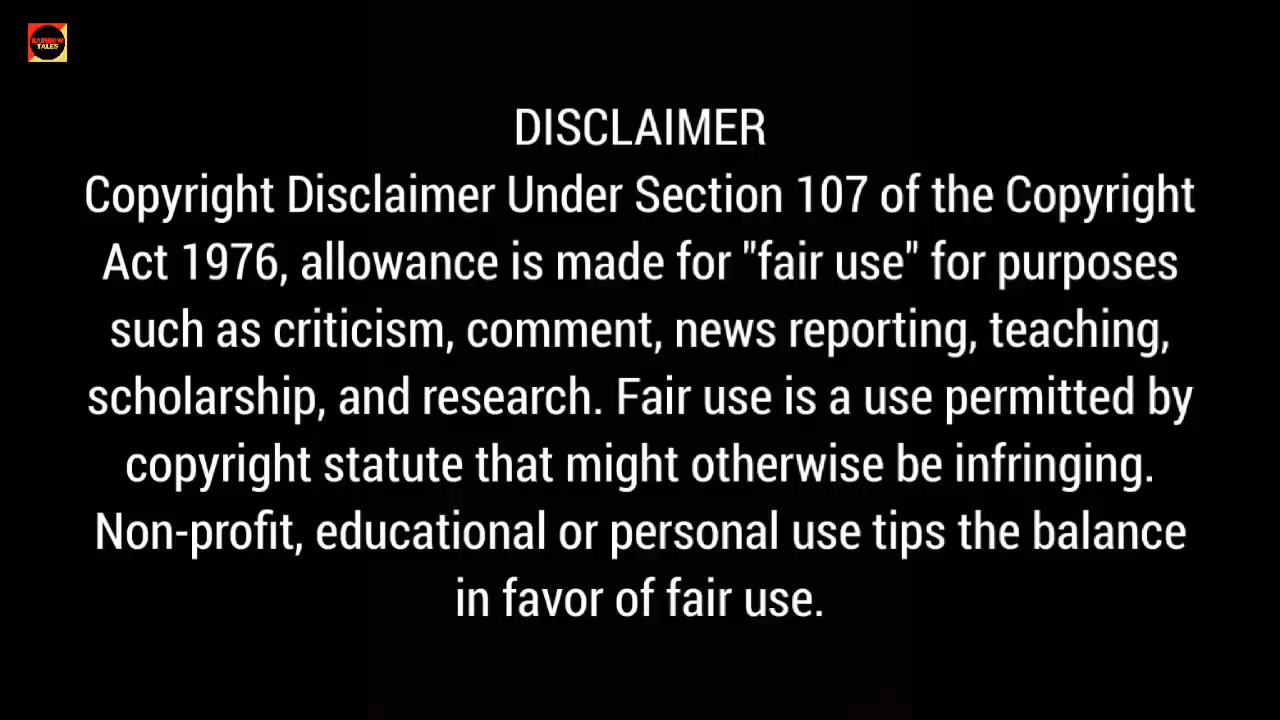 RAINBOW
TALES
DISCLAIMER
Copyright Disclaimer Under Section 107 of the Copyright
Act 1976, allowance is made for "fair use" for purposes
such as criticism, comment, news reporting, teaching,
scholarship, and research. Fair use is a use permitted by
copyright statute that might otherwise be infringing.
Non-profit, educational or personal use tips the balance
in favor of fair use.